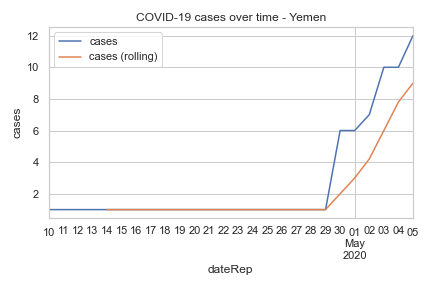 COVID-19 cases over time - Yemen
cases
cases (rolling)
12
10
8
6
4
2
cases
10 11 12 13 14 15 16 17 18 19 20 21 22 23 24 25 26 27 28 29 30 01 02 03 04 05
May
2020
dateRep